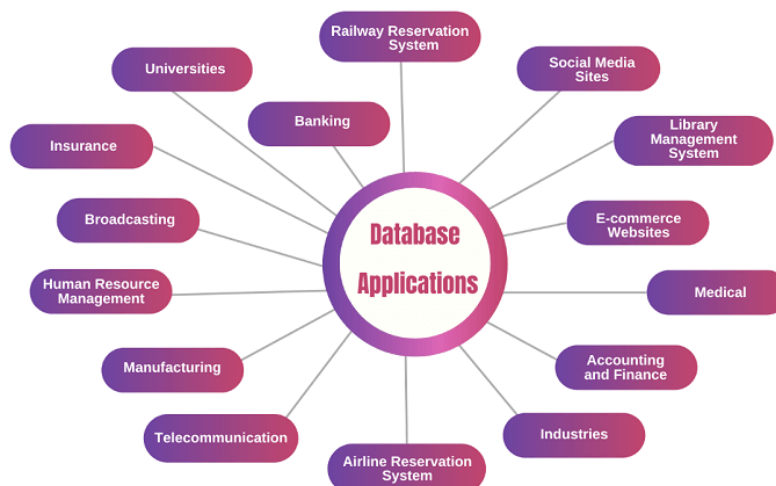 Railway Reservation
System
Universities
Social Media
Sites
Banking
Library
Management
System
Insurance
Broadcasting
E-commerce
Websites
Database
Applications
Human Resource
Management
Medical
Manufacturing
Accounting
and Finance
Telecommunication
Industries
Airline Reservation
System